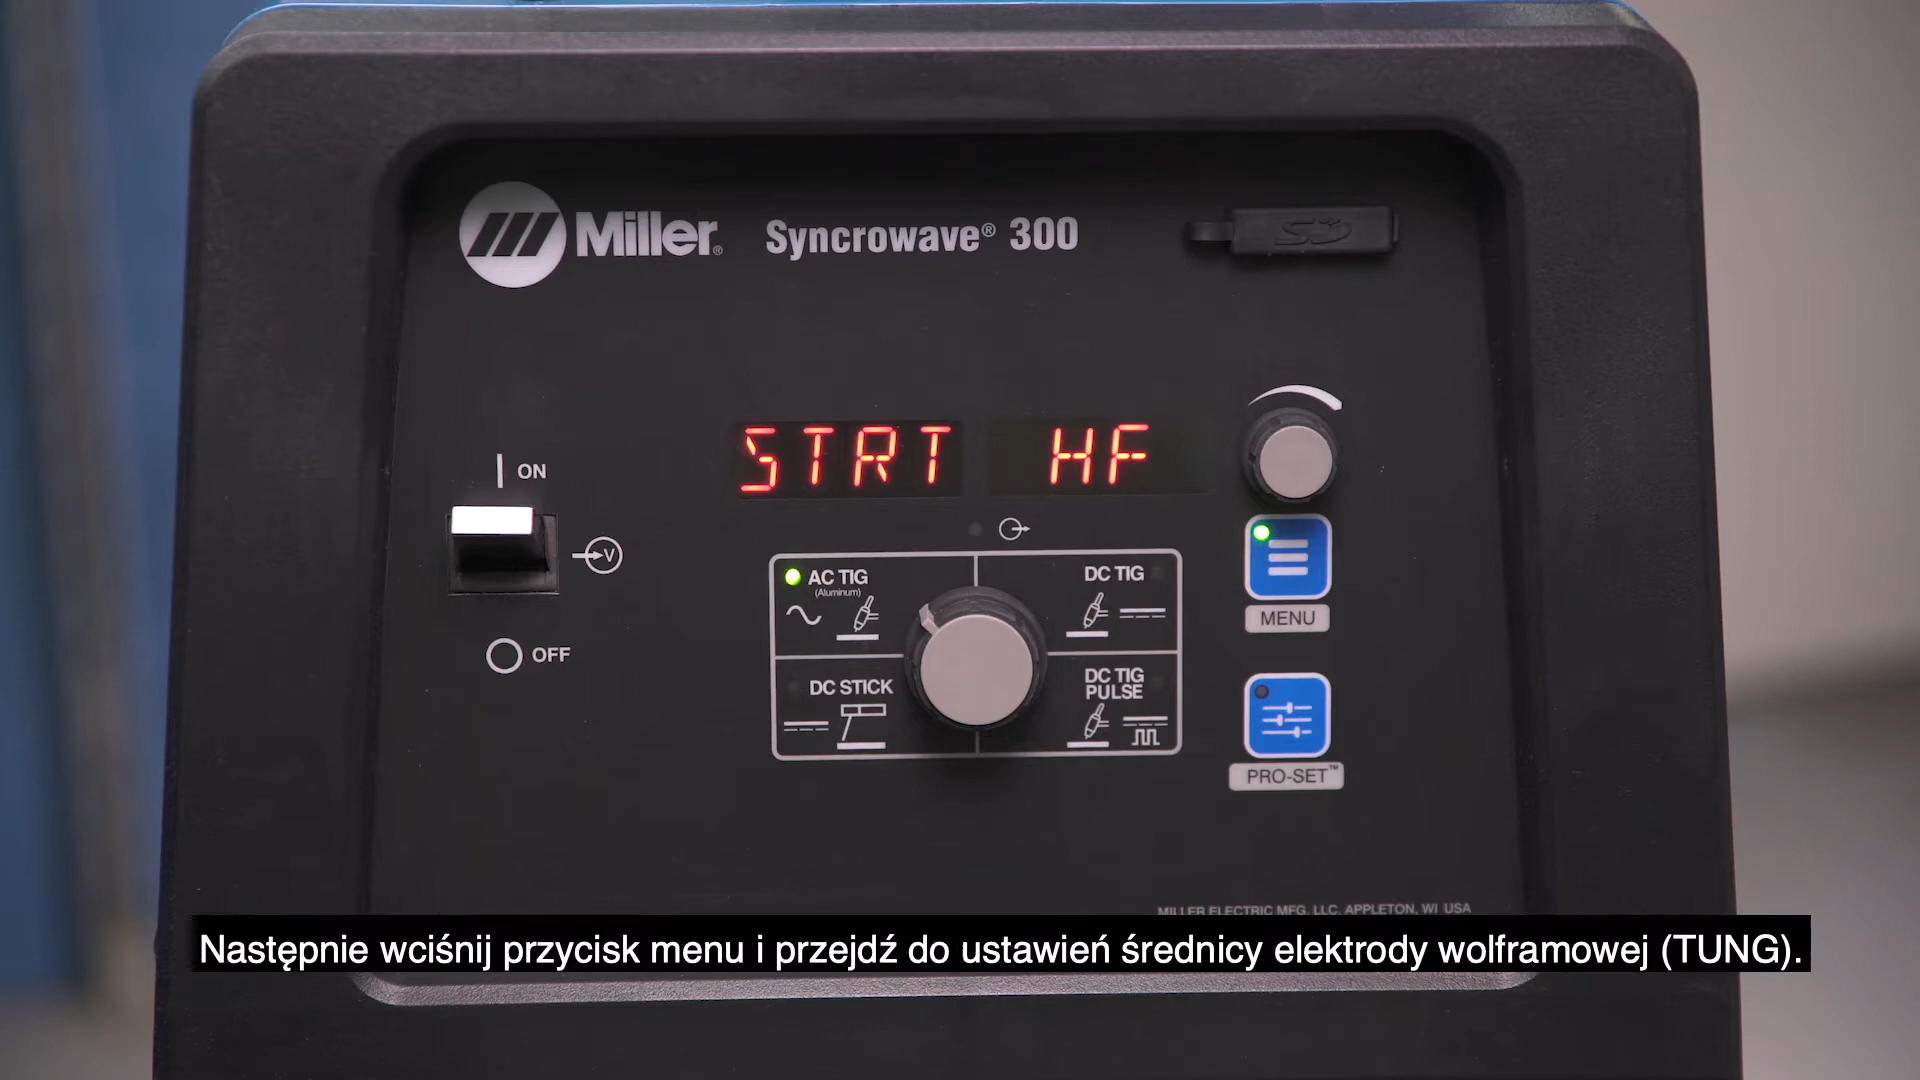 Miller® Syncrowave® 300
SD
STRT HF
ON
V
OFF
AC TIG
(Aluminum)
DC TIG
DC STICK
DC TIG
PULSE
MENU
PRO-SET™
MILLER ELECTRIC MFG. LLC, APPLETON, WI USA
Następnie wciśnij przycisk menu i przejdź do ustawień średnicy elektrody wolframowej (TUNG).